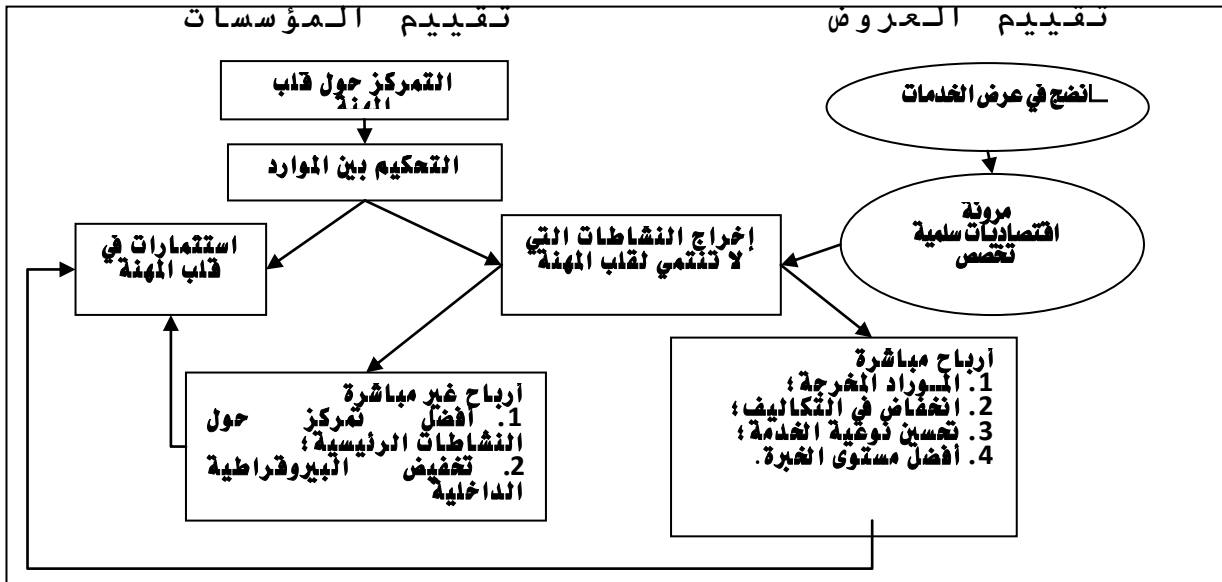 تقييم العروض
تقييم المؤسسات
انضج في عرض الخدمات
مرونة
اقتصاديات سلمية
تخصص
التمركز حول قلب
المهنة
التحكيم بين الموارد
إخراج النشاطات التي
لا تنتمي لقلب المهنة
استثمارات في
قلب المهنة
أرباح مباشرة
1. المــوراد المخرجة؛
2. انخفاض في التكاليف؛
3. تحسين نوعية الخدمة؛
4. أفضل مستوى الخبرة.
أرباح غير مباشرة
1. أفضل تمركز حول
النشاطات الرئيسية؛
2. تخفيض البيروقراطية
الداخلية